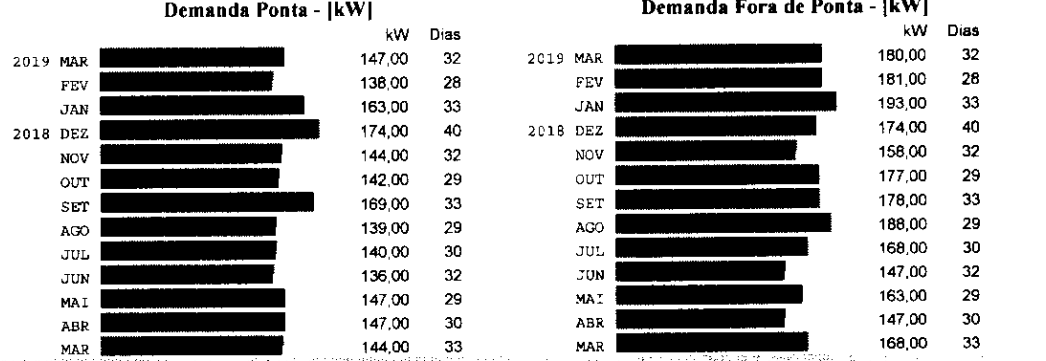 Demanda Ponta - [kW]
kW Dias
2019 MAR 147,00 32
FEV 138,00 28
JAN 163,00 33
2018 DEZ 174,00 40
NOV 144,00 32
OUT 142,00 29
SET 169,00 33
AGO 139,00 29
JUL 140,00 30
JUN 136,00 32
MAI 147,00 29
ABR 147,00 30
MAR 144,00 33
Demanda Fora de Ponta - [kW]
kW Dias
2019 MAR 180,00 32
FEV 181,00 28
JAN 193,00 33
2018 DEZ 174,00 40
NOV 158,00 32
OUT 177,00 29
SET 178,00 33
AGO 188,00 29
JUL 168,00 30
JUN 147,00 32
MAI 163,00 29
ABR 147,00 30
MAR 168,00 33